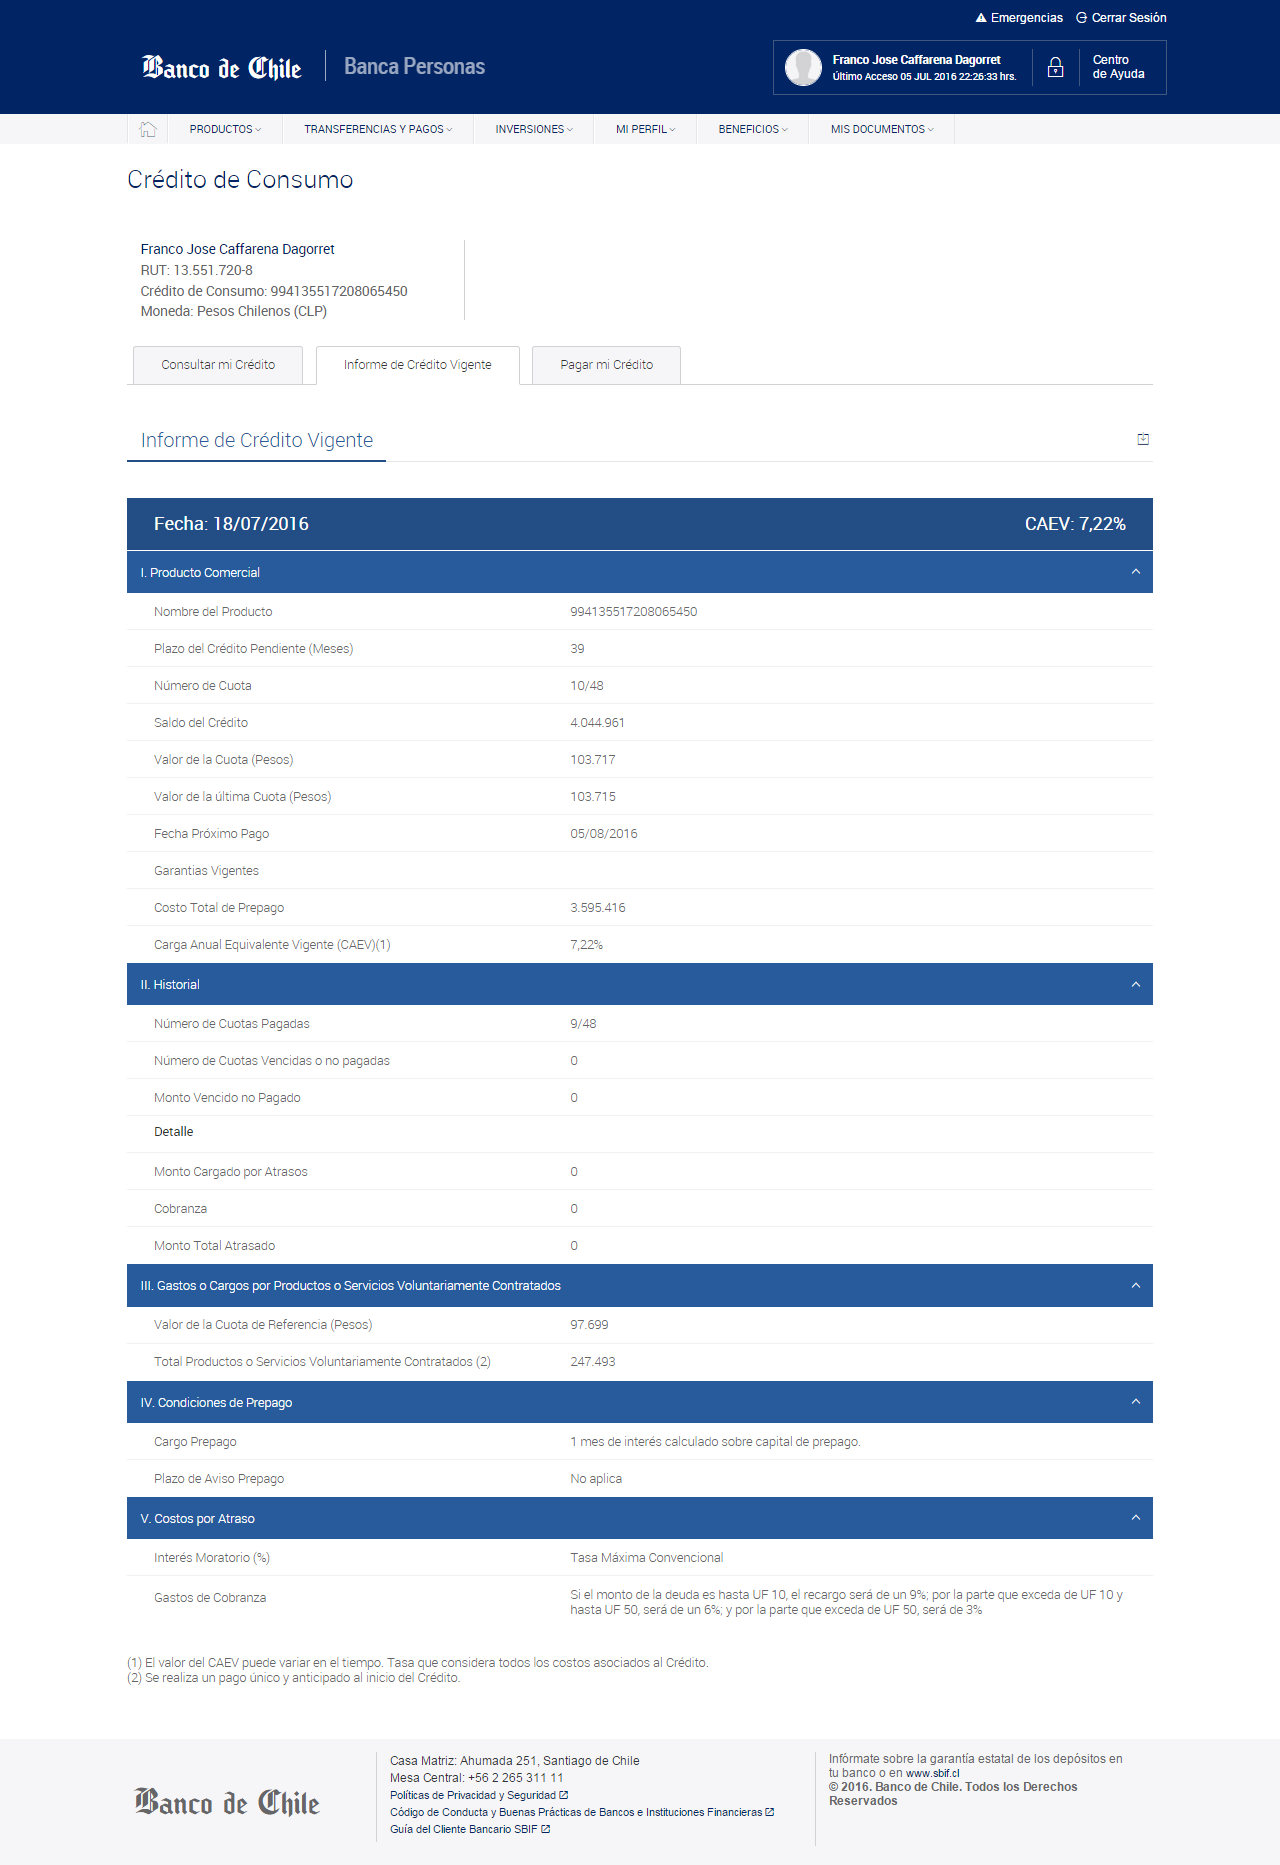 Emergencias Cerrar Sesión
Banco de Chile Banca Personas
Franco Jose Caffarena Dagorret
Último Acceso 05 JUL 2016 22:26:33 hrs.
Centro
de Ayuda
PRODUCTOS TRANSFERENCIAS Y PAGOS INVERSIONES MI PERFIL BENEFICIOS MIS DOCUMENTOS
Crédito de Consumo
Franco Jose Caffarena Dagorret
RUT: 13.551.720-8
Crédito de Consumo: 994135517208065450
Moneda: Pesos Chilenos (CLP)
Consultar mi Crédito Informe de Crédito Vigente Pagar mi Crédito
Informe de Crédito Vigente
Fecha: 18/07/2016 CAEV: 7,22%
I. Producto Comercial
Nombre del Producto 994135517208065450
Plazo del Crédito Pendiente (Meses) 39
Número de Cuota 10/48
Saldo del Crédito 4.044.961
Valor de la Cuota (Pesos) 103.717
Valor de la última Cuota (Pesos) 103.715
Fecha Próximo Pago 05/08/2016
Garantias Vigentes
Costo Total de Prepago 3.595.416
Carga Anual Equivalente Vigente (CAEV)(1) 7,22%
II. Historial
Número de Cuotas Pagadas 9/48
Número de Cuotas Vencidas o no pagadas 0
Monto Vencido no Pagado 0
Detalle
Monto Cargado por Atrasos 0
Cobranza 0
Monto Total Atrasado 0
III. Gastos o Cargos por Productos o Servicios Voluntariamente Contratados
Valor de la Cuota de Referencia (Pesos) 97.699
Total Productos o Servicios Voluntariamente Contratados (2) 247.493
IV. Condiciones de Prepago
Cargo Prepago 1 mes de interés calculado sobre capital de prepago.
Plazo de Aviso Prepago No aplica
V. Costos por Atraso
Interés Moratorio (%) Tasa Máxima Convencional
Gastos de Cobranza Si el monto de la deuda es hasta UF 10, el recargo será de un 9%; por la parte que exceda de UF 10 y
hasta UF 50, será de un 6%; y por la parte que exceda de UF 50, será de 3%
(1) El valor del CAEV puede variar en el tiempo. Tasa que considera todos los costos asociados al Crédito.
(2) Se realiza un pago único y anticipado al inicio del Crédito.
Banco de Chile
Casa Matriz: Ahumada 251, Santiago de Chile
Mesa Central: +56 2 265 311 11
Políticas de Privacidad y Seguridad
Código de Conducta y Buenas Prácticas de Bancos e Instituciones Financieras
Guía del Cliente Bancario SBIF
Infórmate sobre la garantía estatal de los depósitos en
tu banco o en www.sbif.cl
© 2016. Banco de Chile. Todos los Derechos
Reservados